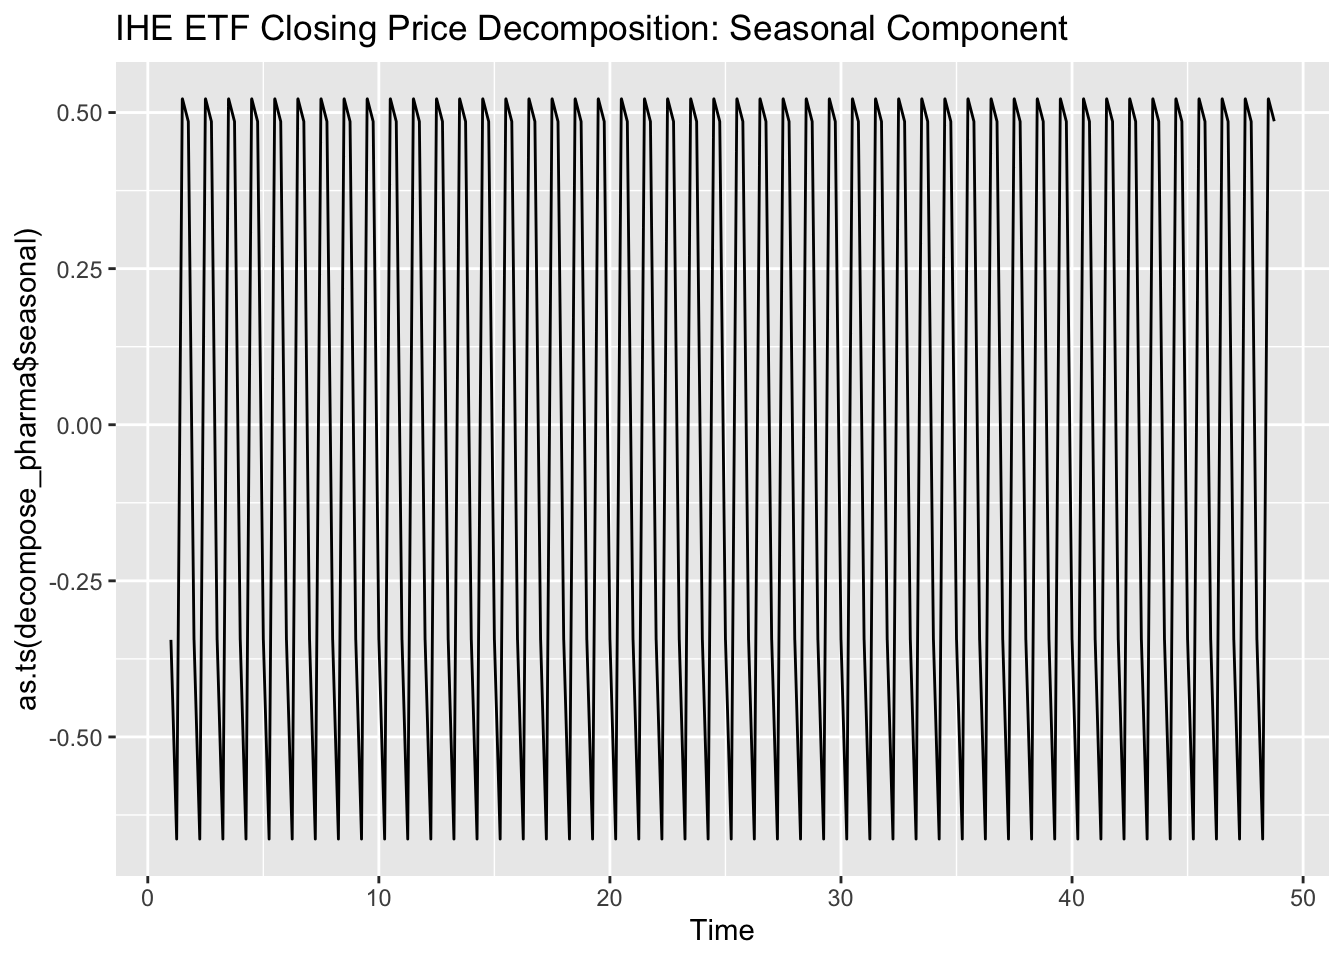 IHE ETF Closing Price Decomposition: Seasonal Component
as.ts(decompose_pharma$seasonal)
0.50
0.25
0.00
-0.25
-0.50
0 10 20 30 40 50
Time